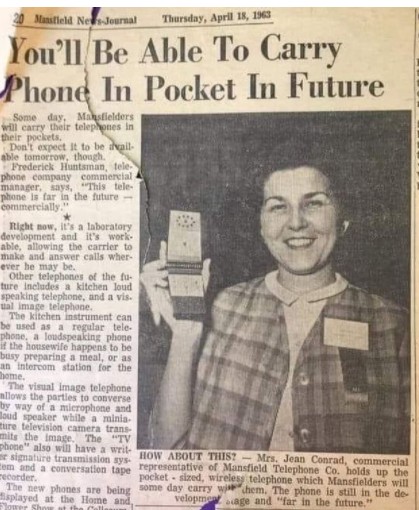 20 Mansfield News-Journal Thursday, April 18, 1963
You'll Be Able To Carry
Phone In Pocket In Future
Some day, Mansfielders
will carry their telephones in
their pockets.
Don't expect it to be avail-
able tomorrow, though.
Frederick Huntsman, tele-
phone company commercial
manager, says, "This tele-
phone is far in the future —
commercially."
★
Right now, it's a laboratory
development and it's work-
able, allowing the carrier to
make and answer calls wher-
ever he may be.
Other telephones of the fu-
ture includes a kitchen loud
speaking telephone, and a vis-
ual image telephone.
The kitchen instrument can
be used as a regular tele-
phone, a loudspeaking phone
if the housewife happens to be
busy preparing a meal, or as
an intercom station for the
home.
The visual image telephone
allows the parties to converse
by way of a microphone and
loud speaker while a minia-
ture television camera trans-
mits the image. The "TV
phone" also will have a writ-
er signature transmission sys-
tem and a conversation tape
recorder.
The new phones are being
displayed at the Home and
Flower Show at the
HOW ABOUT THIS? — Mrs. Jean Conrad, commercial
representative of Mansfield Telephone Co. holds up the
pocket - sized, wireless telephone which Mansfielders will
some day carry with them. The phone is still in the de-
velopment stage and "far in the future."